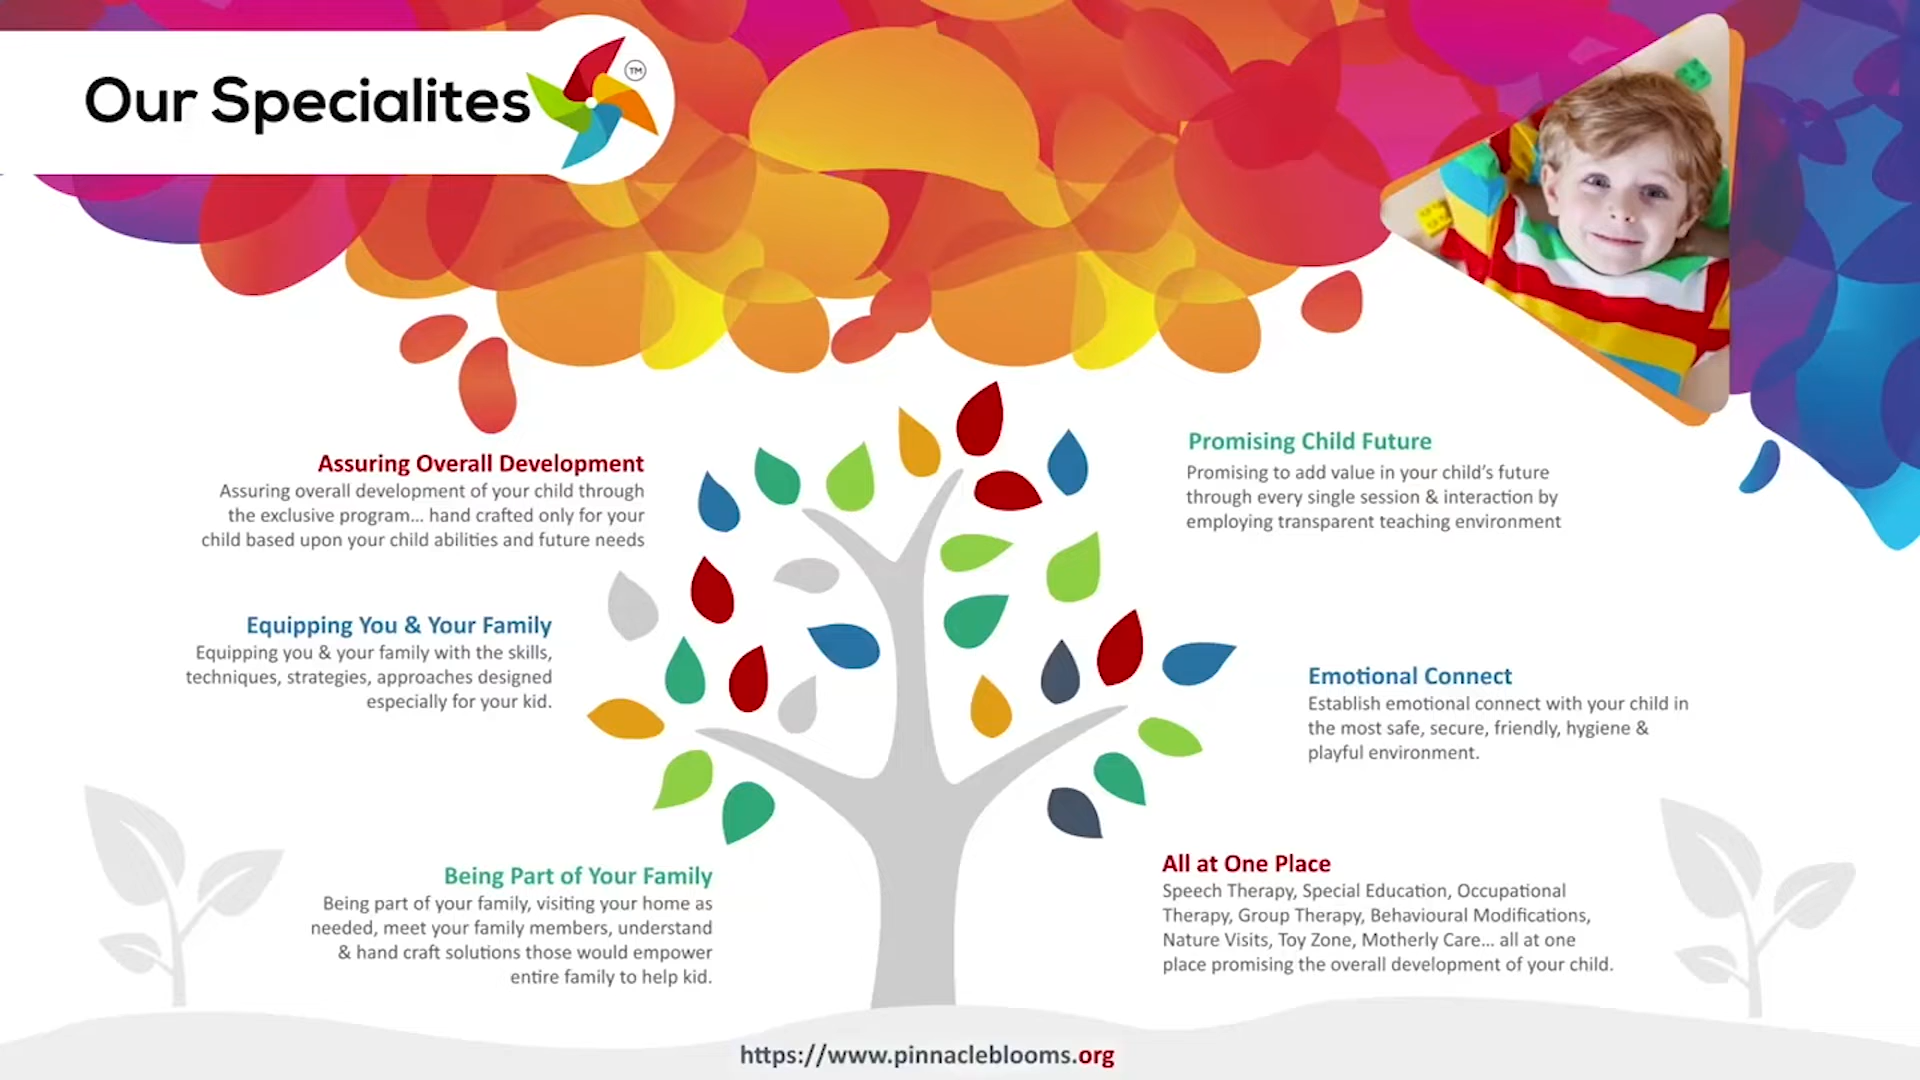 Our Specialites
TM
Assuring Overall Development
Assuring overall development of your child through
the exclusive program... hand crafted only for your
child based upon your child abilities and future needs
Equipping You & Your Family
Equipping you & your family with the skills,
techniques, strategies, approaches designed
especially for your kid.
Being Part of Your Family
Being part of your family, visiting your home as
needed, meet your family members, understand
& hand craft solutions those would empower
entire family to help kid.
Promising Child Future
Promising to add value in your child's future
through every single session & interaction by
employing transparent teaching environment
Emotional Connect
Establish emotional connect with your child in
the most safe, secure, friendly, hygiene &
playful environment.
All at One Place
Speech Therapy, Special Education, Occupational
Therapy, Group Therapy, Behavioural Modifications,
Nature Visits, Toy Zone, Motherly Care... all at one
place promising the overall development of your child.
https://www.pinnacleblooms.org